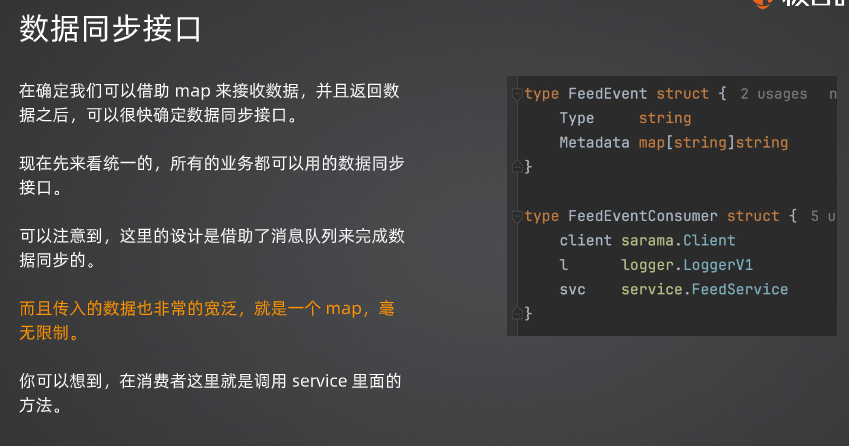 数据同步接口
在确定我们可以借助 map 来接收数据，并且返回数
据之后，可以很快确定数据同步接口。
现在先来看统一的，所有的业务都可以用的数据同步
接口。
可以注意到，这里的设计是借助了消息队列来完成数
据同步的。
而且传入的数据也非常的宽泛，就是一个 map，毫
无限制。
你可以想到，在消费者这里就是调用 service 里面的
方法。
type FeedEvent struct { 2 usages
Type string
Metadata map[string]string
}
type FeedEventConsumer struct { 5 u
client sarama.Client
l logger.LoggerV1
svc service.FeedService
}